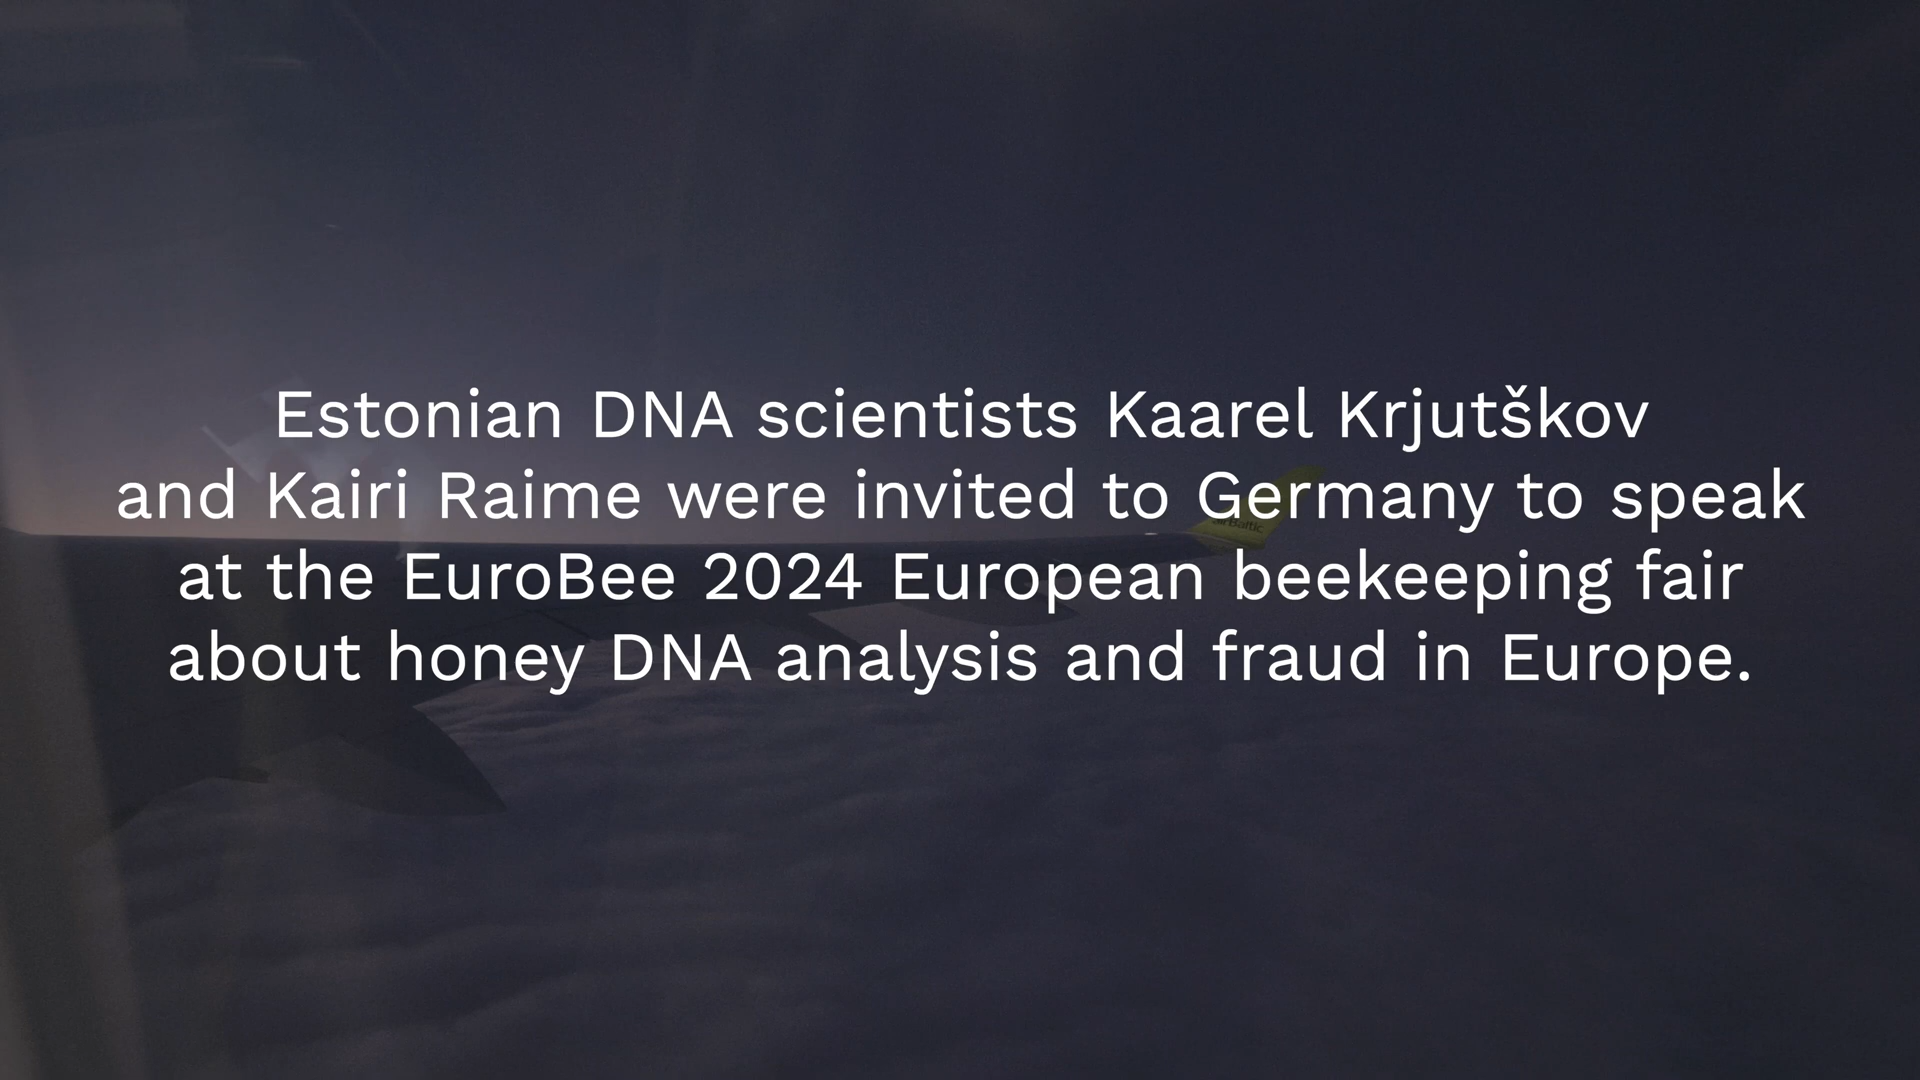 Estonian DNA scientists Kaarel Krjutškov
and Kairi Raime were invited to Germany to speak
at the EuroBee 2024 European beekeeping fair
about honey DNA analysis and fraud in Europe.
airBaltic